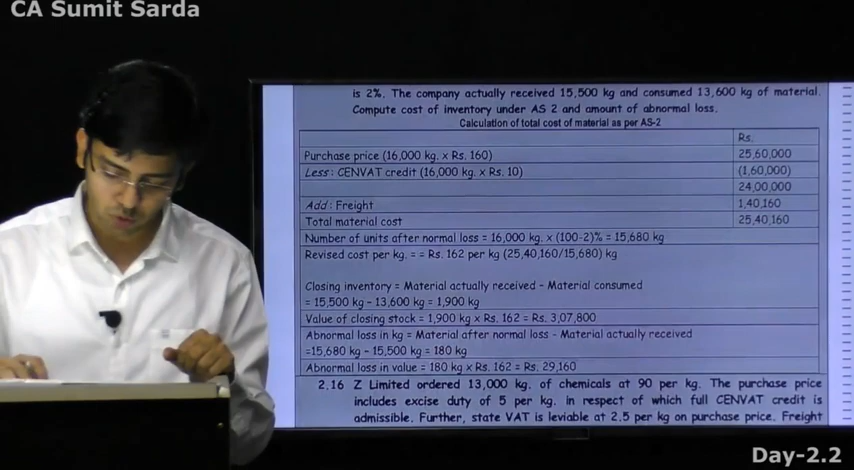 CA Sumit Sarda
is 2%. The company actually received 15,500 kg and consumed 13,600 kg of material.
Compute cost of inventory under AS 2 and amount of abnormal loss.
Calculation of total cost of material as per AS-2
Rs.
Purchase price (16,000 kg. x Rs. 160) 25,60,000
Less: CENVAT credit (16,000 kg. x Rs. 10) (1,60,000)
24,00,000
Add: Freight 1,40,160
Total material cost 25,40,160
Number of units after normal loss = 16,000 kg. x (100-2)% = 15,680 kg
Revised cost per kg. = = Rs. 162 per kg (25,40,160/15,680) kg
Closing inventory = Material actually received - Material consumed
= 15,500 kg - 13,600 kg = 1,900 kg
Value of closing stock = 1,900 kg x Rs. 162 = Rs. 3,07,800
Abnormal loss in kg = Material after normal loss - Material actually received
=15,680 kg - 15,500 kg = 180 kg
Abnormal loss in value = 180 kg x Rs. 162 = Rs. 29,160
2.16 Z Limited ordered 13,000 kg. of chemicals at 90 per kg. The purchase price
includes excise duty of 5 per kg. in respect of which full CENVAT credit is
admissible. Further, state VAT is leviable at 2.5 per kg on purchase price. Freight
Day-2.2